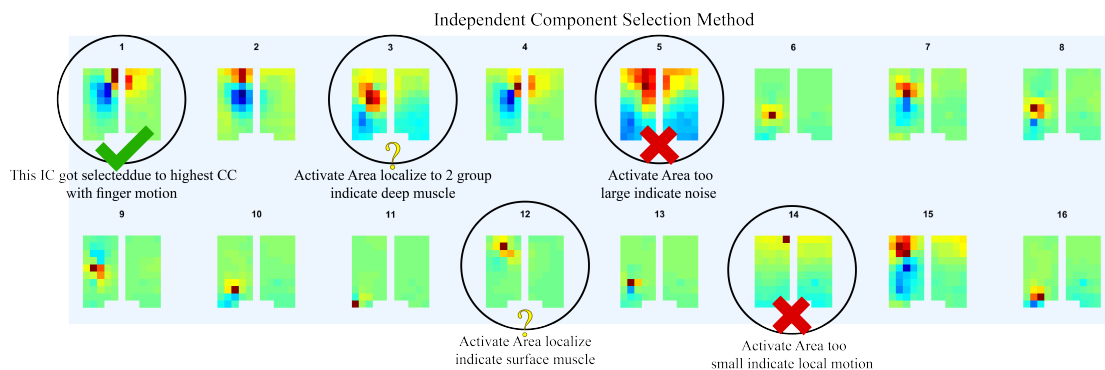 Independent Component Selection Method
1 2 3 4 5 6 7 8
This IC got selecteddue to highest CC
with finger motion
?
Activate Area localize to 2 group
indicate deep muscle
Activate Area too
large indicate noise
9 10 11 12 13 14 15 16
?
Activate Area localize
indicate surface muscle
Activate Area too
small indicate local motion